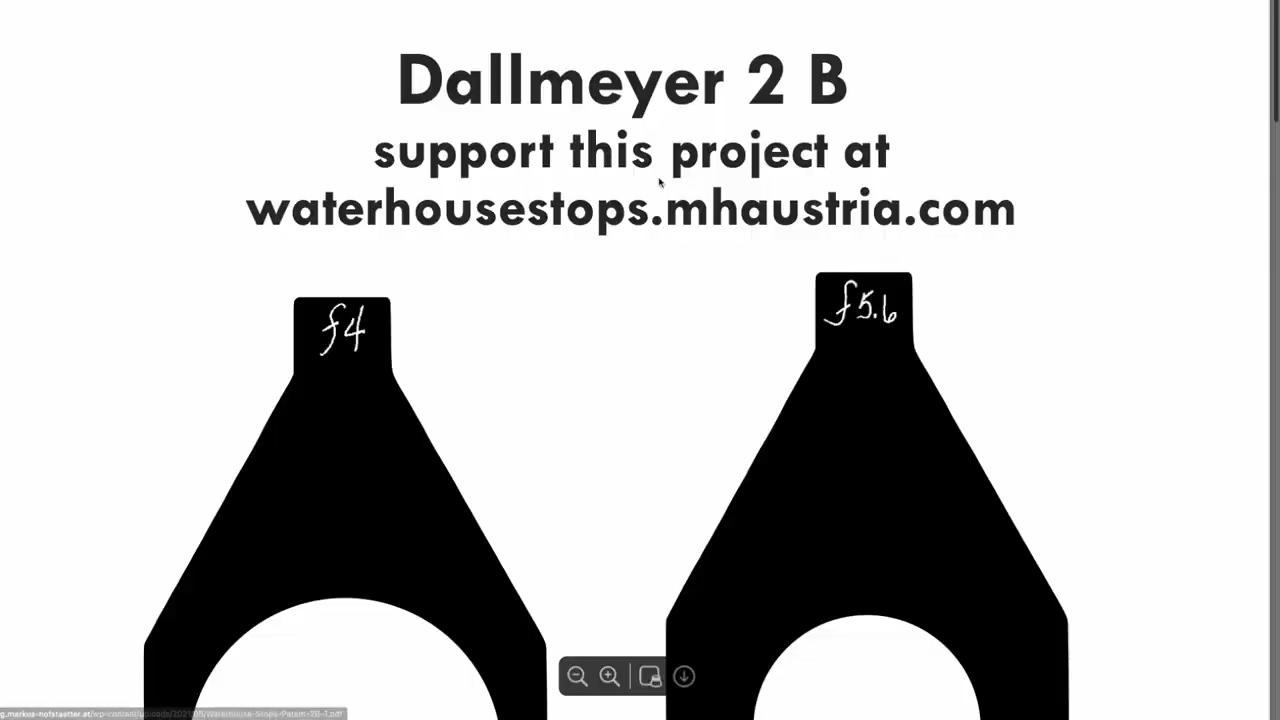 Dallmeyer 2 B
support this project at
waterhousestops.mhaustria.com
f4
f5.6